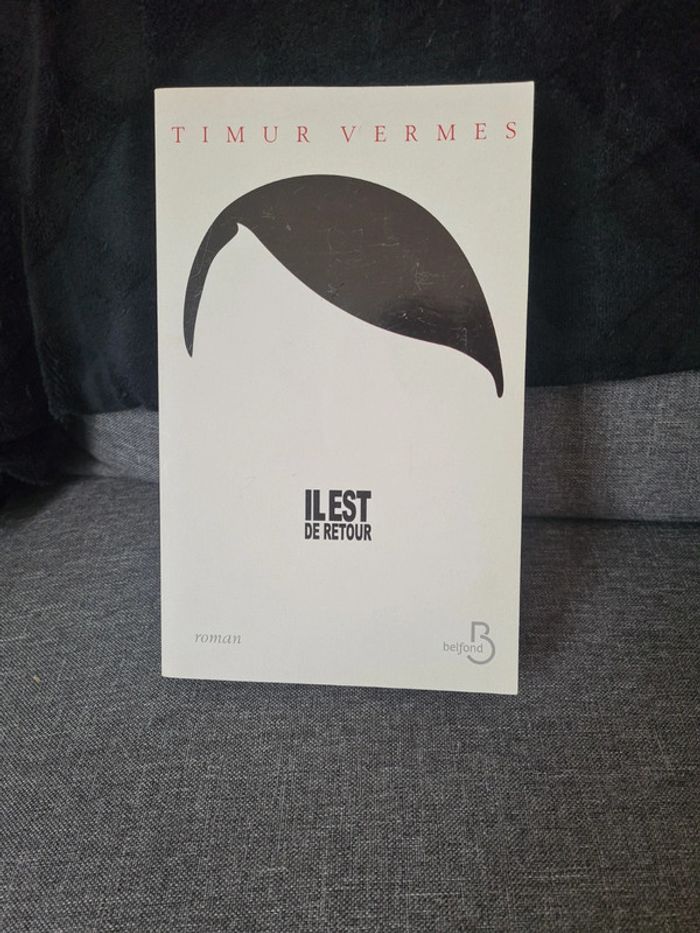 TIMUR VERMES
IL EST
DE RETOUR
roman
belfond